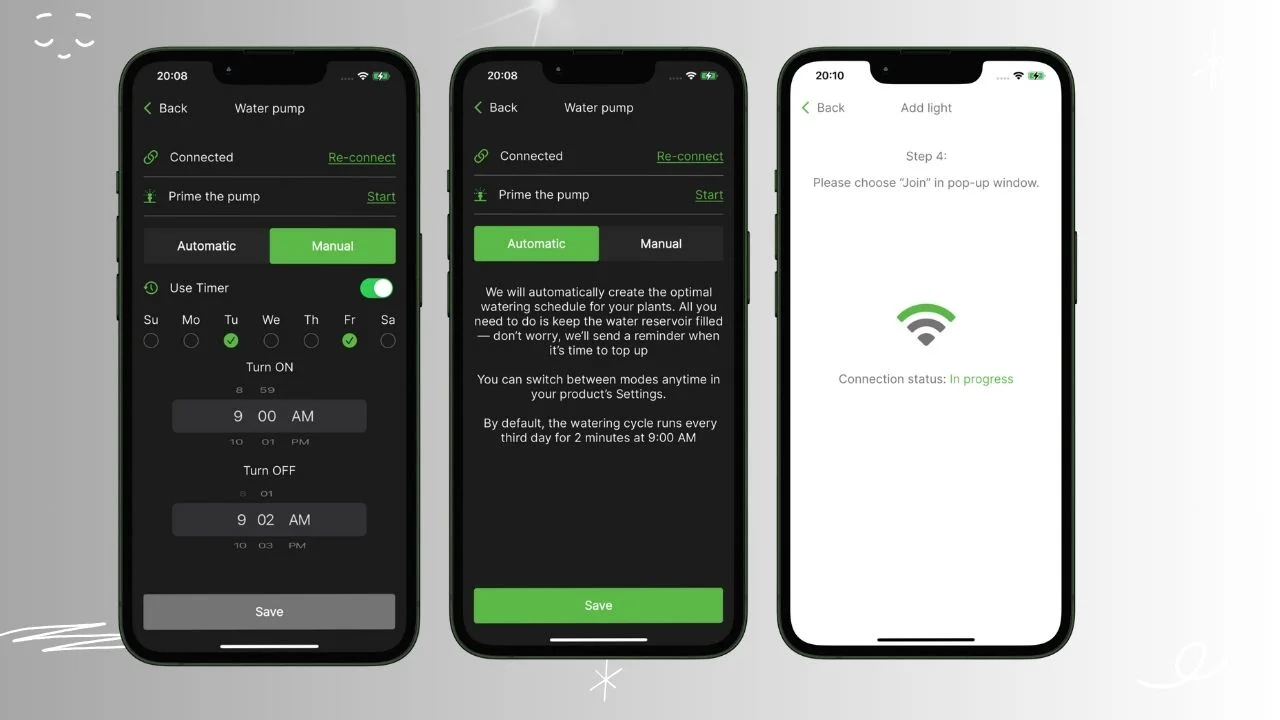 20:08
Back
Water pump
Connected
Re-connect
Prime the pump
Start
Automatic
Manual
Use Timer
Su Mo Tu We Th Fr Sa
Turn ON
8 59
9 00 AM
10 01 PM
Turn OFF
8 01
9 02 AM
10 03 PM
Save
20:08
Back
Water pump
Connected
Re-connect
Prime the pump
Start
Automatic
Manual
We will automatically create the optimal
watering schedule for your plants. All you
need to do is keep the water reservoir filled
— don't worry, we'll send a reminder when
it's time to top up
You can switch between modes anytime in
your product's Settings.
By default, the watering cycle runs every
third day for 2 minutes at 9:00 AM
Save
20:10
Back
Add light
Step 4:
Please choose “Join” in pop-up window.
Connection status: In progress